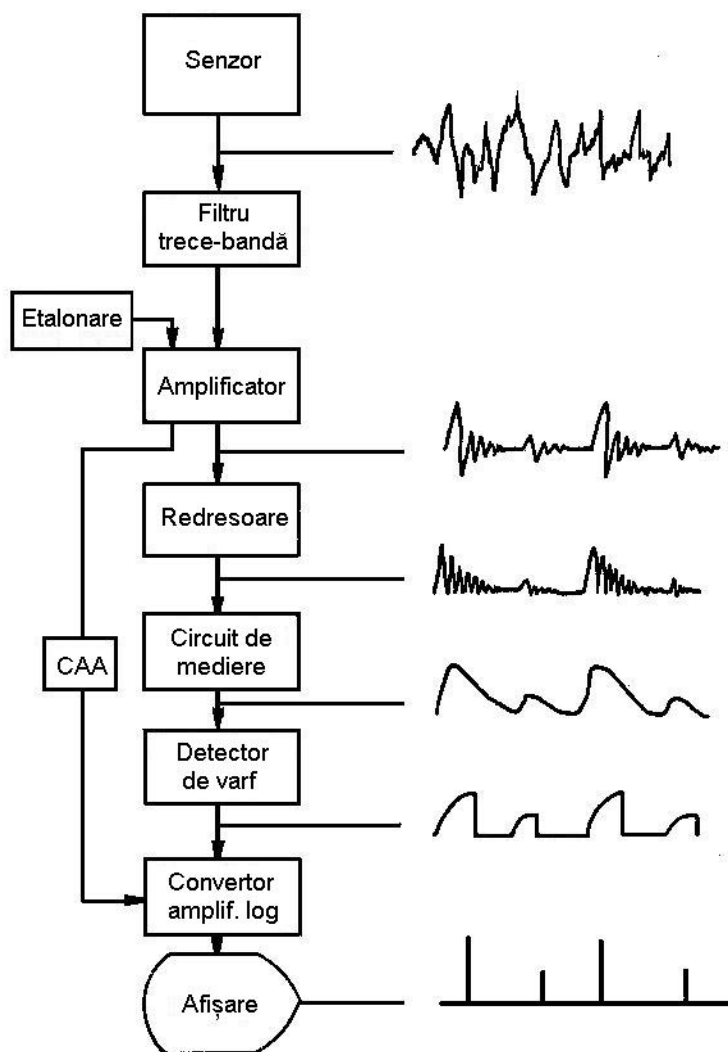 Senzor
Filtru
trece-bandă
Etalonare
Amplificator
Redresoare
Circuit de
mediere
CAA
Detector
de varf
Convertor
amplif. log
Afișare